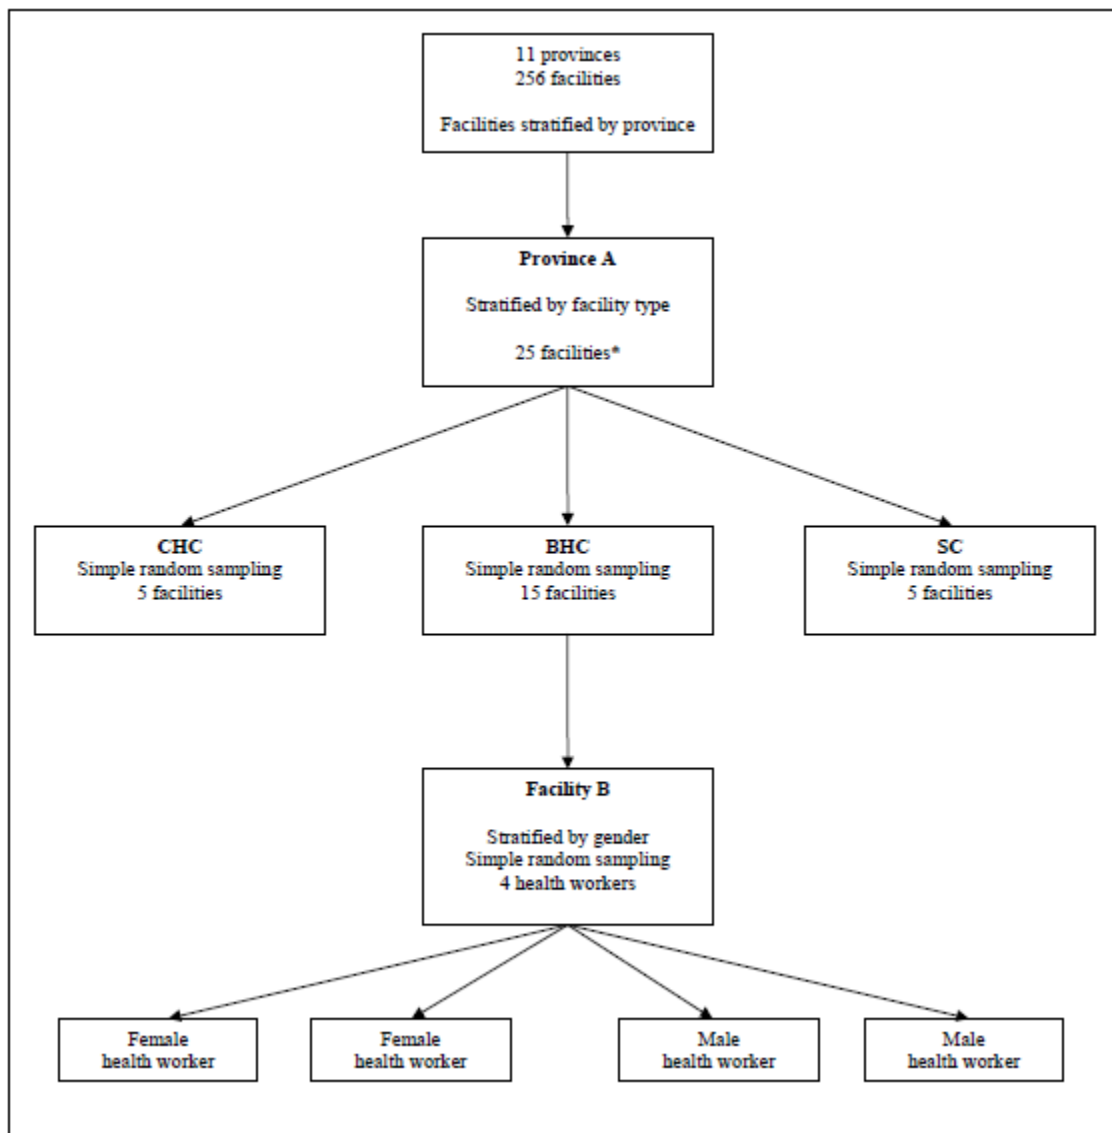 11 provinces
256 facilities
Facilities stratified by province
Province A
Stratified by facility type
25 facilities*
CHC
Simple random sampling
5 facilities
BHC
Simple random sampling
15 facilities
SC
Simple random sampling
5 facilities
Facility B
Stratified by gender
Simple random sampling
4 health workers
Female
health worker
Female
health worker
Male
health worker
Male
health worker